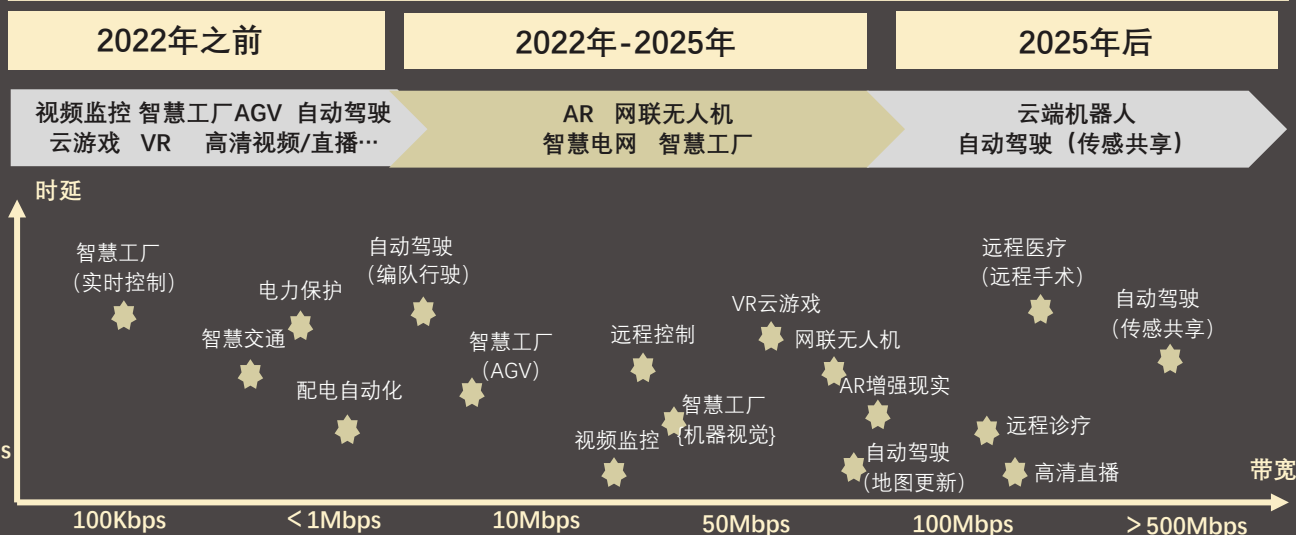 2022年之前
2022年-2025年
2025年后
视频监控 智慧工厂AGV 自动驾驶
云游戏 VR 高清视频/直播…
AR 网联无人机
智慧电网 智慧工厂
云端机器人
自动驾驶（传感共享）
时延
智慧工厂
（实时控制）
电力保护
智慧交通
自动驾驶
（编队行驶）
配电自动化
智慧工厂
（AGV）
远程控制
智慧工厂
{机器视觉}
视频监控
VR云游戏
网联无人机
AR增强现实
自动驾驶
（地图更新）
远程医疗
（远程手术）
自动驾驶
（传感共享）
远程诊疗
高清直播
s
带宽
100Kbps
＜1Mbps
10Mbps
50Mbps
100Mbps
＞500Mbps